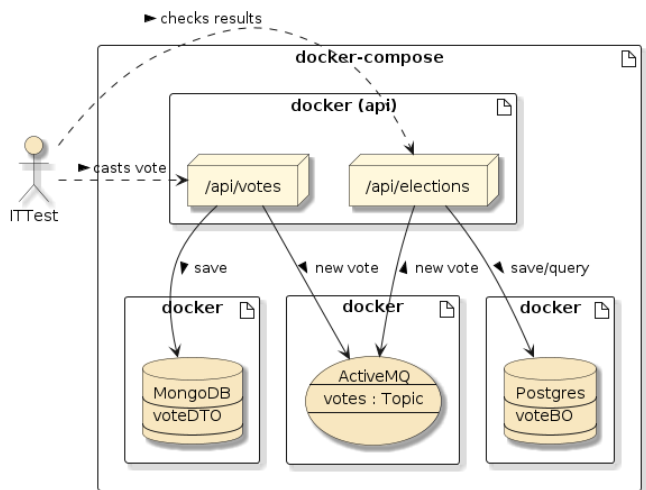 ► checks results
docker-compose
docker (api)
► casts vote
/api/votes
/api/elections
ITTest
save
new vote
new vote
save/query
docker
docker
docker
MongoDB
voteDTO
ActiveMQ
votes : Topic
Postgres
voteBO